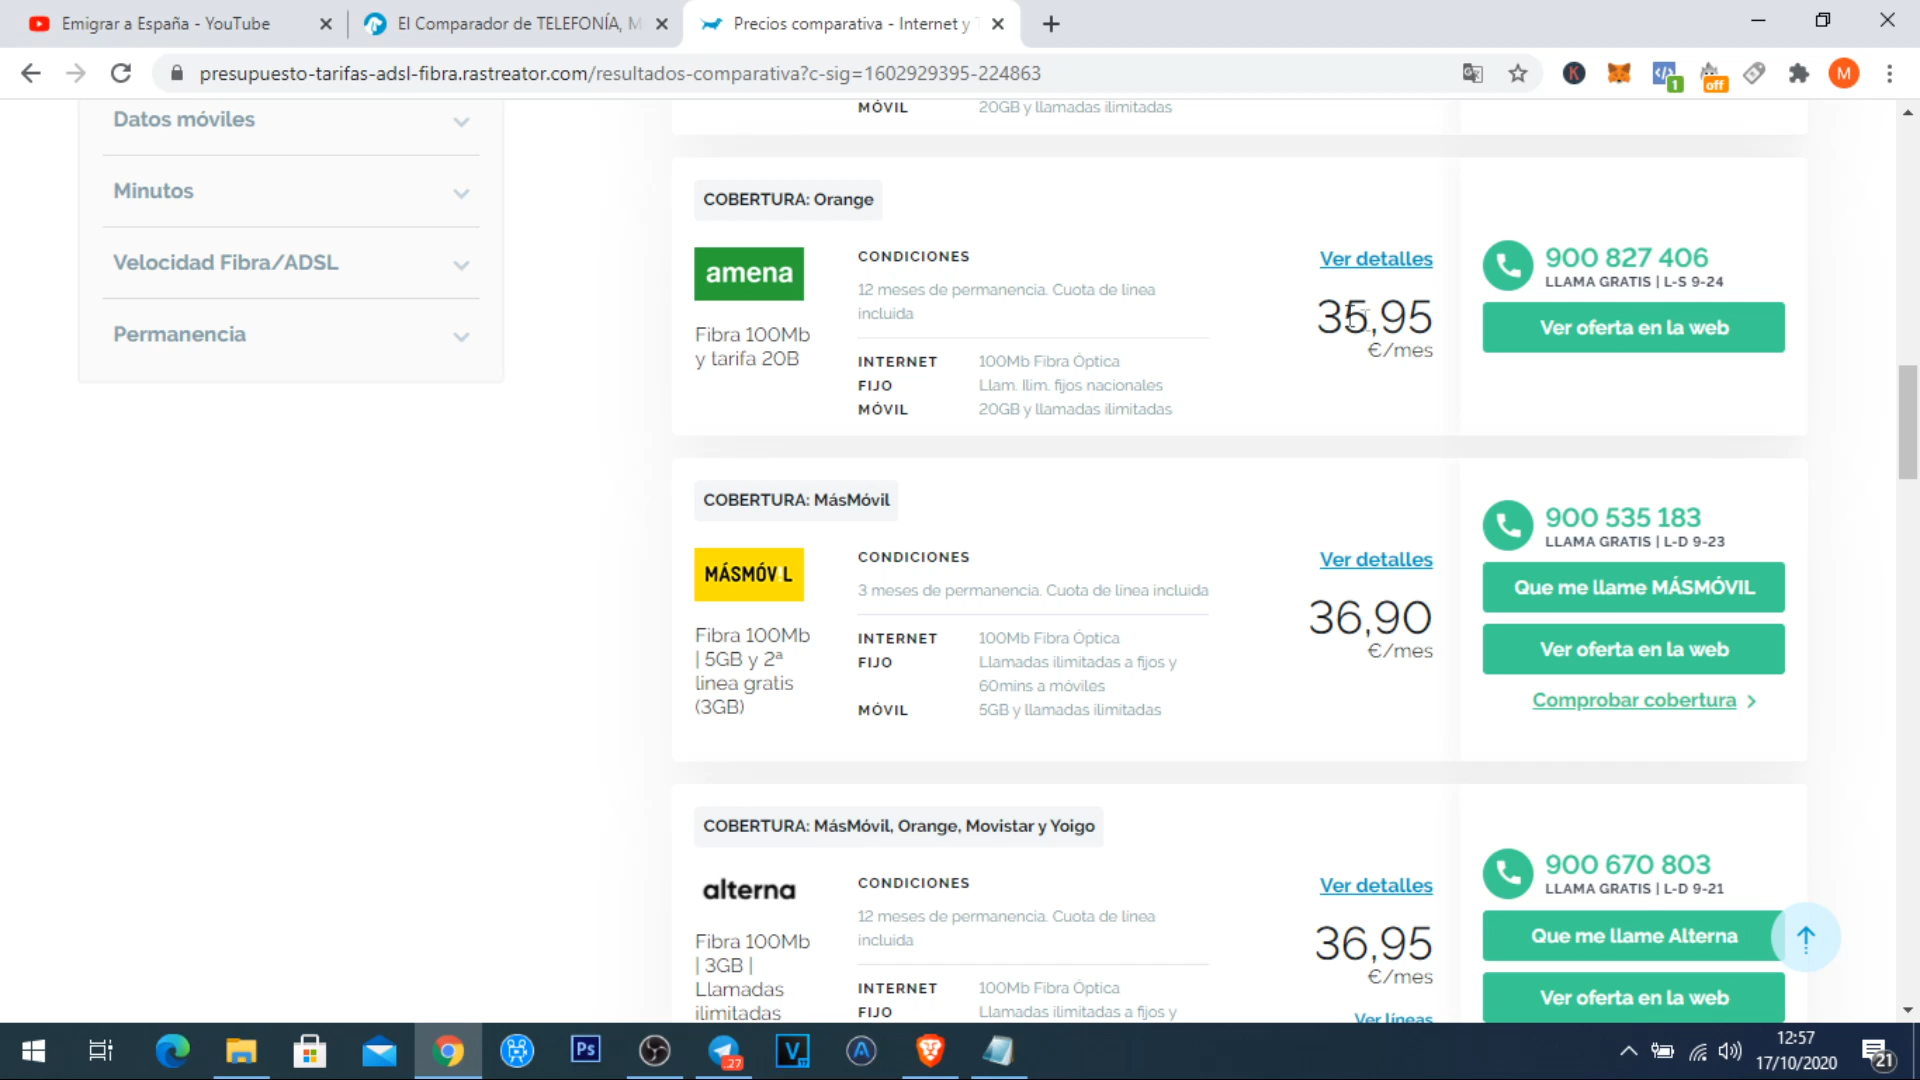 Emigrar a España - YouTube
El Comparador de TELEFONÍA, M
Precios comparativa - Internet y T
presupuesto-tarifas-adsl-fibra.rastreator.com/resultados-comparativa?c-sig=1602929395-224863
K
1
off
M
Datos móviles
Minutos
Velocidad Fibra/ADSL
Permanencia
MÓVIL 20GB y llamadas ilimitadas
COBERTURA: Orange
amena
Fibra 100Mb
y tarifa 20B
CONDICIONES
12 meses de permanencia. Cuota de línea
incluida
INTERNET 100Mb Fibra Óptica
FIJO Llam. Ilim. fijos nacionales
MÓVIL 20GB y llamadas ilimitadas
Ver detalles
35,95
€/mes
900 827 406
LLAMA GRATIS | L-S 9-24
Ver oferta en la web
COBERTURA: MásMóvil
MÁSMÓVIL
Fibra 100Mb
| 5GB y 2ª
línea gratis
(3GB)
CONDICIONES
3 meses de permanencia. Cuota de línea incluida
INTERNET 100Mb Fibra Óptica
FIJO Llamadas ilimitadas a fijos y
60mins a móviles
MÓVIL 5GB y llamadas ilimitadas
Ver detalles
36,90
€/mes
900 535 183
LLAMA GRATIS | L-D 9-23
Que me llame MÁSMÓVIL
Ver oferta en la web
Comprobar cobertura
COBERTURA: MásMóvil, Orange, Movistar y Yoigo
alterna
Fibra 100Mb
| 3GB |
Llamadas
ilimitadas
CONDICIONES
12 meses de permanencia. Cuota de línea
incluida
INTERNET 100Mb Fibra Óptica
FIJO Llamadas ilimitadas a fijos y
Ver detalles
36,95
€/mes
Ver líneas
900 670 803
LLAMA GRATIS | L-D 9-21
Que me llame Alterna
Ver oferta en la web
Ps
27
V
12:57
17/10/2020
21